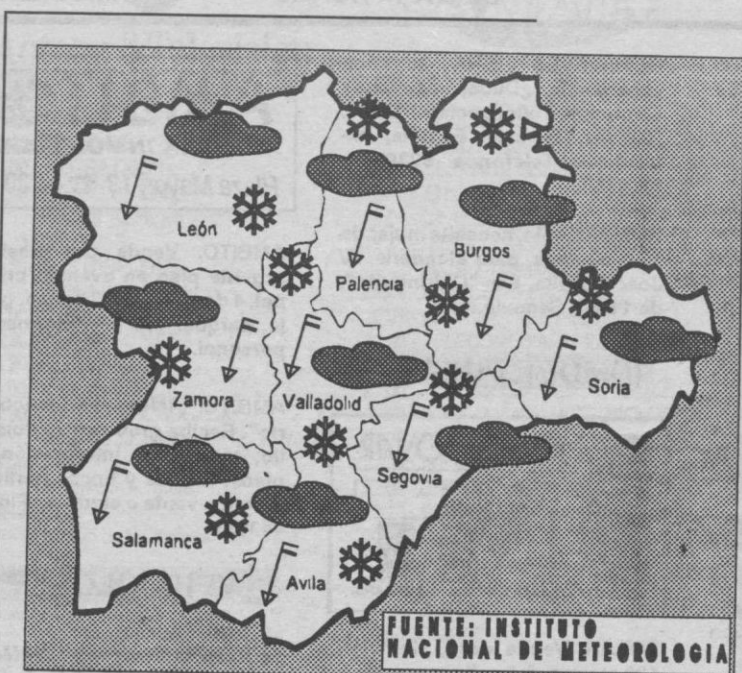 León
Burgos
Palencia
Zamora
Valladolid
Soria
Segovia
Salamanca
Avila
FUENTE: INSTITUTO
NACIONAL DE METEOROLOGIA